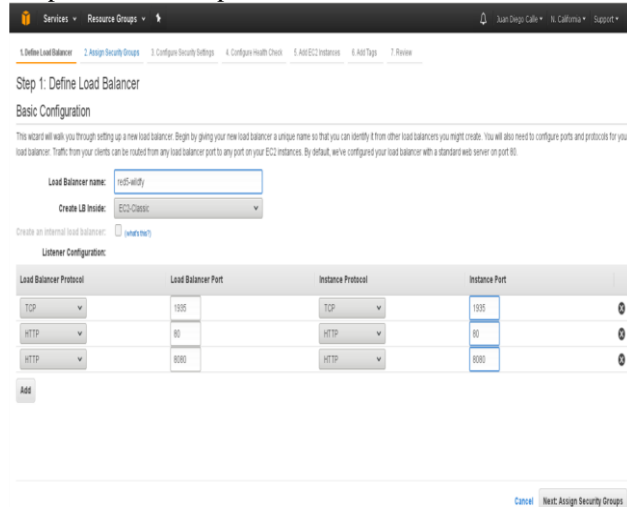 Services Resource Groups Juan Diego Calle N. California Support
1. Define Load Balancer 2. Assign Security Groups 3. Configure Security Settings 4. Configure Health Check 5. Add EC2 Instances 6. Add Tags 7. Review
Step 1: Define Load Balancer
Basic Configuration
This wizard will walk you through setting up a new load balancer. Begin by giving your new load balancer a unique name so that you can identify it from other load balancers you might create. You will also need to configure ports and protocols for you
load balancer. Traffic from your clients can be routed from any load balancer port to any port on your EC2 instances. By default, we've configured your load balancer with a standard web server on port 80.
Load Balancer name: red5-wildfly
Create LB Inside: EC2-Classic
Create an internal load balancer: (what's this?)
Listener Configuration:
Load Balancer Protocol Load Balancer Port Instance Protocol Instance Port
TCP 1935 TCP 1935
HTTP 80 HTTP 80
HTTP 8080 HTTP 8080
Add
Cancel Next: Assign Security Groups